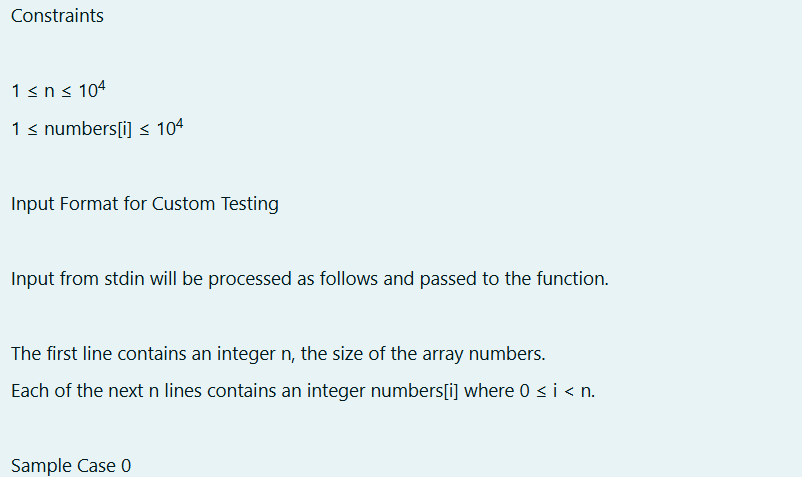 Constraints
1 ≤ n ≤ 10⁴
1 ≤ numbers[i] ≤ 10⁴
Input Format for Custom Testing
Input from stdin will be processed as follows and passed to the function.
The first line contains an integer n, the size of the array numbers.
Each of the next n lines contains an integer numbers[i] where 0 ≤ i < n.
Sample Case 0